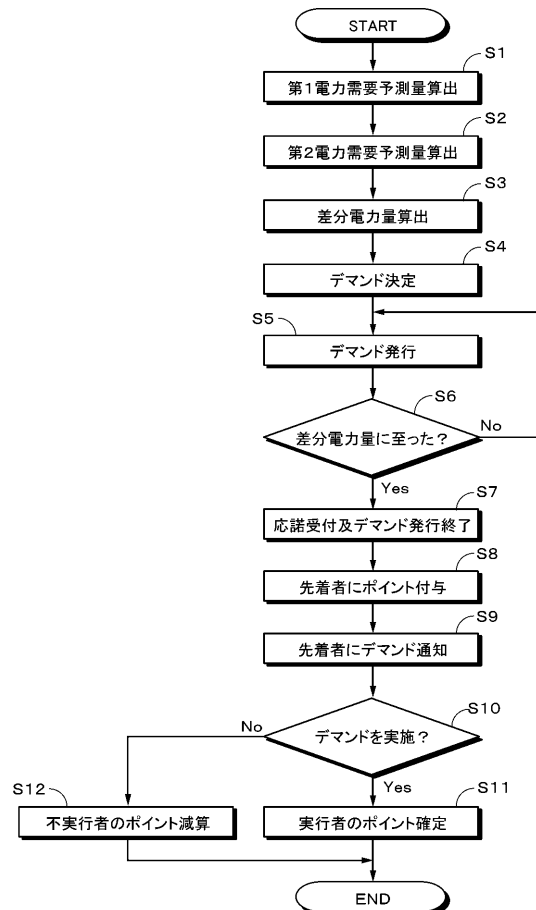 START
S1
第1電力需要予測量算出
S2
第2電力需要予測量算出
S3
差分電力量算出
S4
デマンド決定
S5
デマンド発行
S6
差分電力量に至った？
No
Yes
S7
応諾受付及デマンド発行終了
S8
先着者にポイント付与
S9
先着者にデマンド通知
S10
デマンドを実施？
No
Yes
S12
不実行者のポイント減算
S11
実行者のポイント確定
END